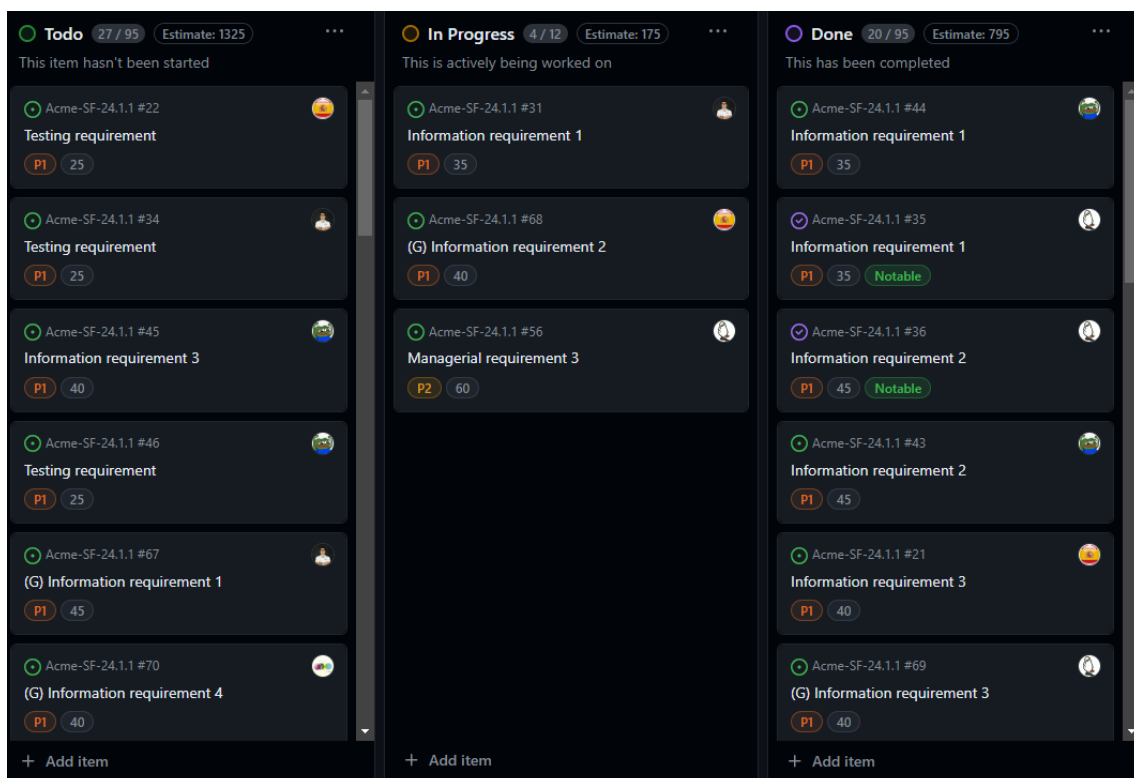 Todo 27 / 95 Estimate: 1325 ...
This item hasn't been started
Acme-SF-24.1.1 #22
Testing requirement
P1 25
Acme-SF-24.1.1 #34
Testing requirement
P1 25
Acme-SF-24.1.1 #45
Information requirement 3
P1 40
Acme-SF-24.1.1 #46
Testing requirement
P1 25
Acme-SF-24.1.1 #67
(G) Information requirement 1
P1 45
Acme-SF-24.1.1 #70
(G) Information requirement 4
P1 40
+ Add item
In Progress 4 / 12 Estimate: 175 ...
This is actively being worked on
Acme-SF-24.1.1 #31
Information requirement 1
P1 35
Acme-SF-24.1.1 #68
(G) Information requirement 2
P1 40
Acme-SF-24.1.1 #56
Managerial requirement 3
P2 60
+ Add item
Done 20 / 95 Estimate: 795 ...
This has been completed
Acme-SF-24.1.1 #44
Information requirement 1
P1 35
Acme-SF-24.1.1 #35
Information requirement 1
P1 35 Notable
Acme-SF-24.1.1 #36
Information requirement 2
P1 45 Notable
Acme-SF-24.1.1 #43
Information requirement 2
P1 45
Acme-SF-24.1.1 #21
Information requirement 3
P1 40
Acme-SF-24.1.1 #69
(G) Information requirement 3
P1 40
+ Add item